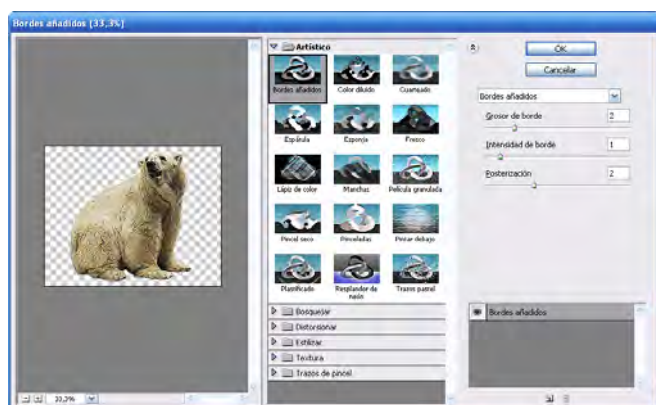 Bordes añadidos (33,3%)
Artístico
Bordes añadidos
Color diluido
Cuarteado
Espátula
Esponja
Fresco
Lápiz de color
Manchas
Película granulada
Pincel seco
Pinceladas
Pintar debajo
Plastificado
Resplandor de
neón
Trazos pastel
Bosquejar
Distorsionar
Estilizar
Textura
Trazos de pincel
33,3%
OK
Cancelar
Bordes añadidos
Grosor de borde 2
Intensidad de borde 1
Posterización 2
Bordes añadidos